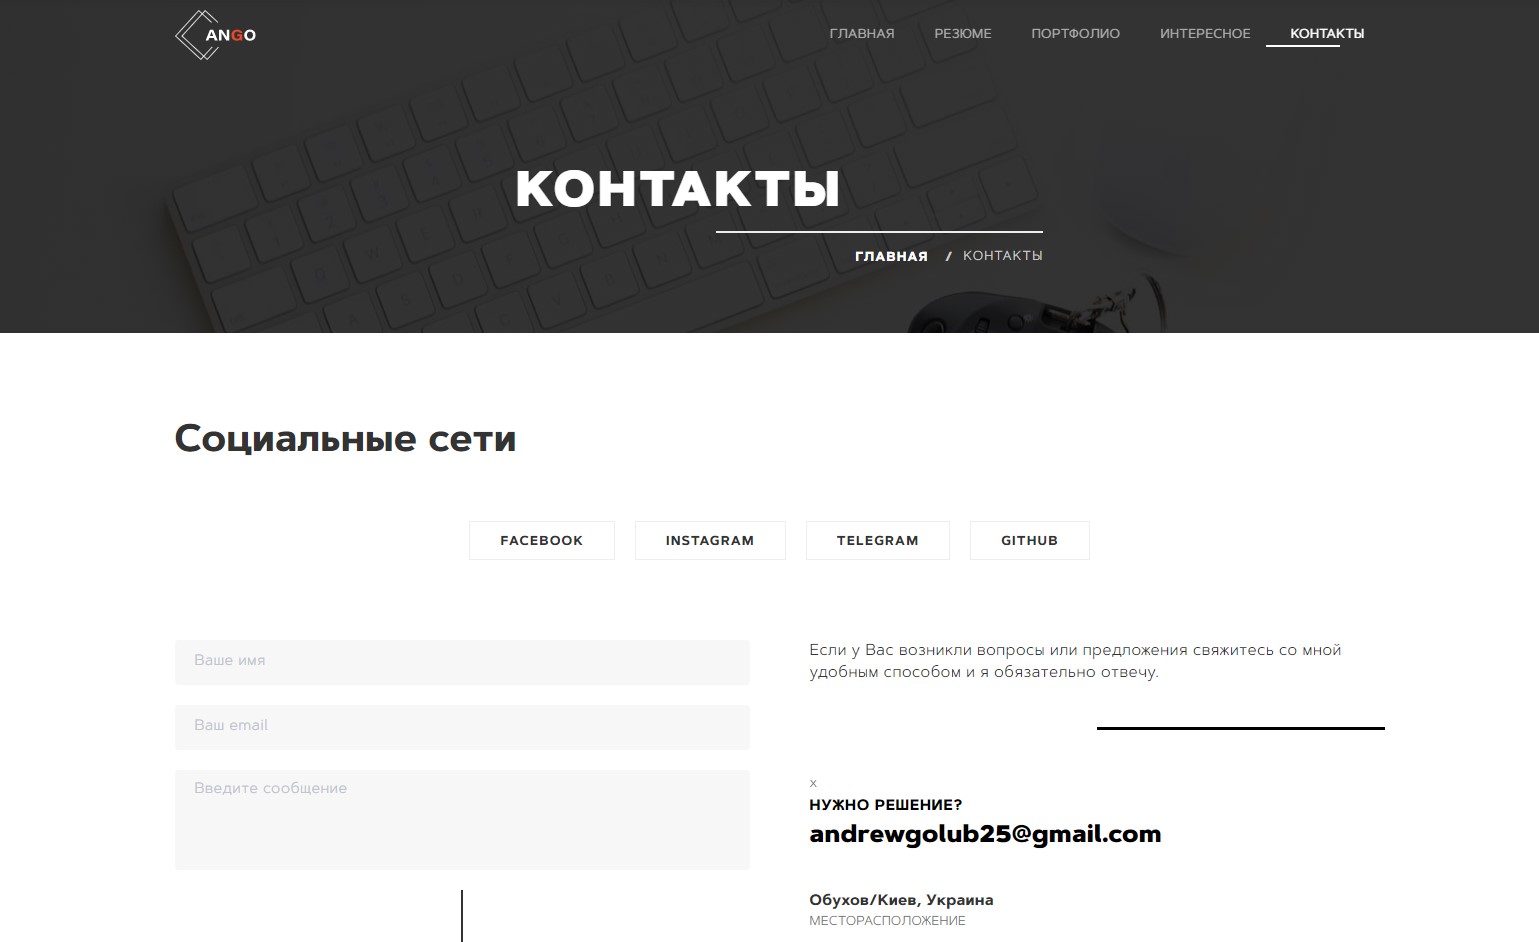 ANGO
ГЛАВНАЯ РЕЗЮМЕ ПОРТФОЛИО ИНТЕРЕСНОЕ КОНТАКТЫ
КОНТАКТЫ
ГЛАВНАЯ / КОНТАКТЫ
Социальные сети
FACEBOOK INSTAGRAM TELEGRAM GITHUB
Ваше имя
Ваш email
Введите сообщение
Если у Вас возникли вопросы или предложения свяжитесь со мной
удобным способом и я обязательно отвечу.
x
НУЖНО РЕШЕНИЕ?
andrewgolub25@gmail.com
Обухов/Киев, Украина
МЕСТОРАСПОЛОЖЕНИЕ